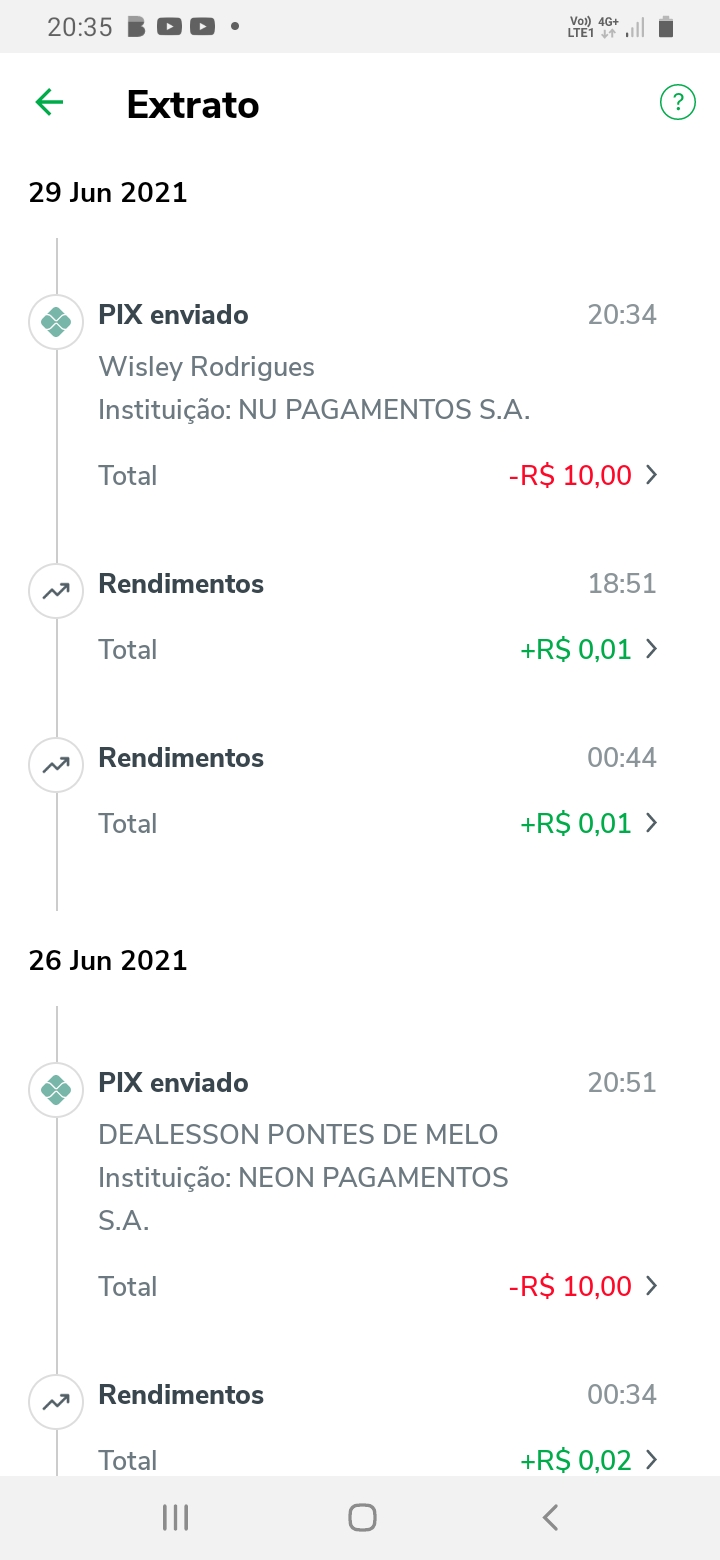 20:35
Vo) 4G+
LTE1
Extrato
?
29 Jun 2021
PIX enviado 20:34
Wisley Rodrigues
Instituição: NU PAGAMENTOS S.A.
Total -R$ 10,00
Rendimentos 18:51
Total +R$ 0,01
Rendimentos 00:44
Total +R$ 0,01
26 Jun 2021
PIX enviado 20:51
DEALESSON PONTES DE MELO
Instituição: NEON PAGAMENTOS
S.A.
Total -R$ 10,00
Rendimentos 00:34
Total +R$ 0,02